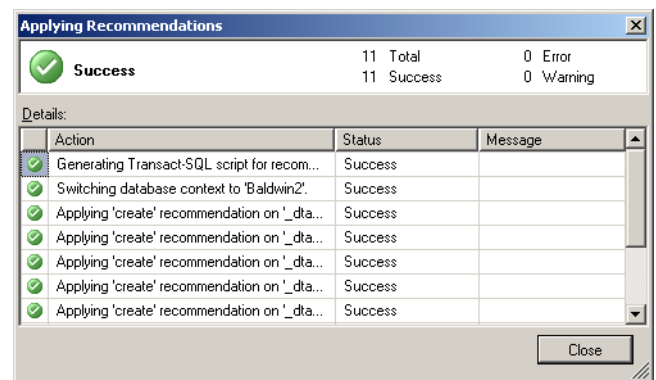 Applying Recommendations
Success 11 Total 0 Error
11 Success 0 Warning
Details:
Action Status Message
Generating Transact-SQL script for recom... Success
Switching database context to 'Baldwin2'. Success
Applying 'create' recommendation on '_dta... Success
Applying 'create' recommendation on '_dta... Success
Applying 'create' recommendation on '_dta... Success
Applying 'create' recommendation on '_dta... Success
Applying 'create' recommendation on '_dta... Success
Close